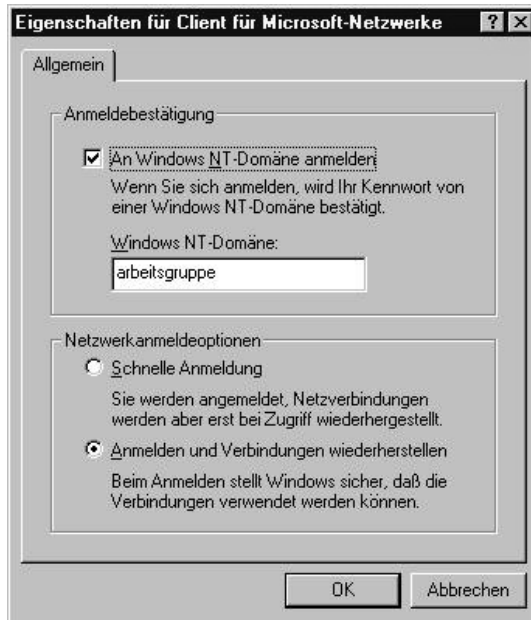 Eigenschaften für Client für Microsoft-Netzwerke
Allgemein
Anmeldebestätigung
An Windows NT-Domäne anmelden
Wenn Sie sich anmelden, wird Ihr Kennwort von
einer Windows NT-Domäne bestätigt.
Windows NT-Domäne:
arbeitsgruppe
Netzwerkanmeldeoptionen
Schnelle Anmeldung
Sie werden angemeldet, Netzverbindungen
werden aber erst bei Zugriff wiederhergestellt.
Anmelden und Verbindungen wiederherstellen
Beim Anmelden stellt Windows sicher, daß die
Verbindungen verwendet werden können.
OK Abbrechen